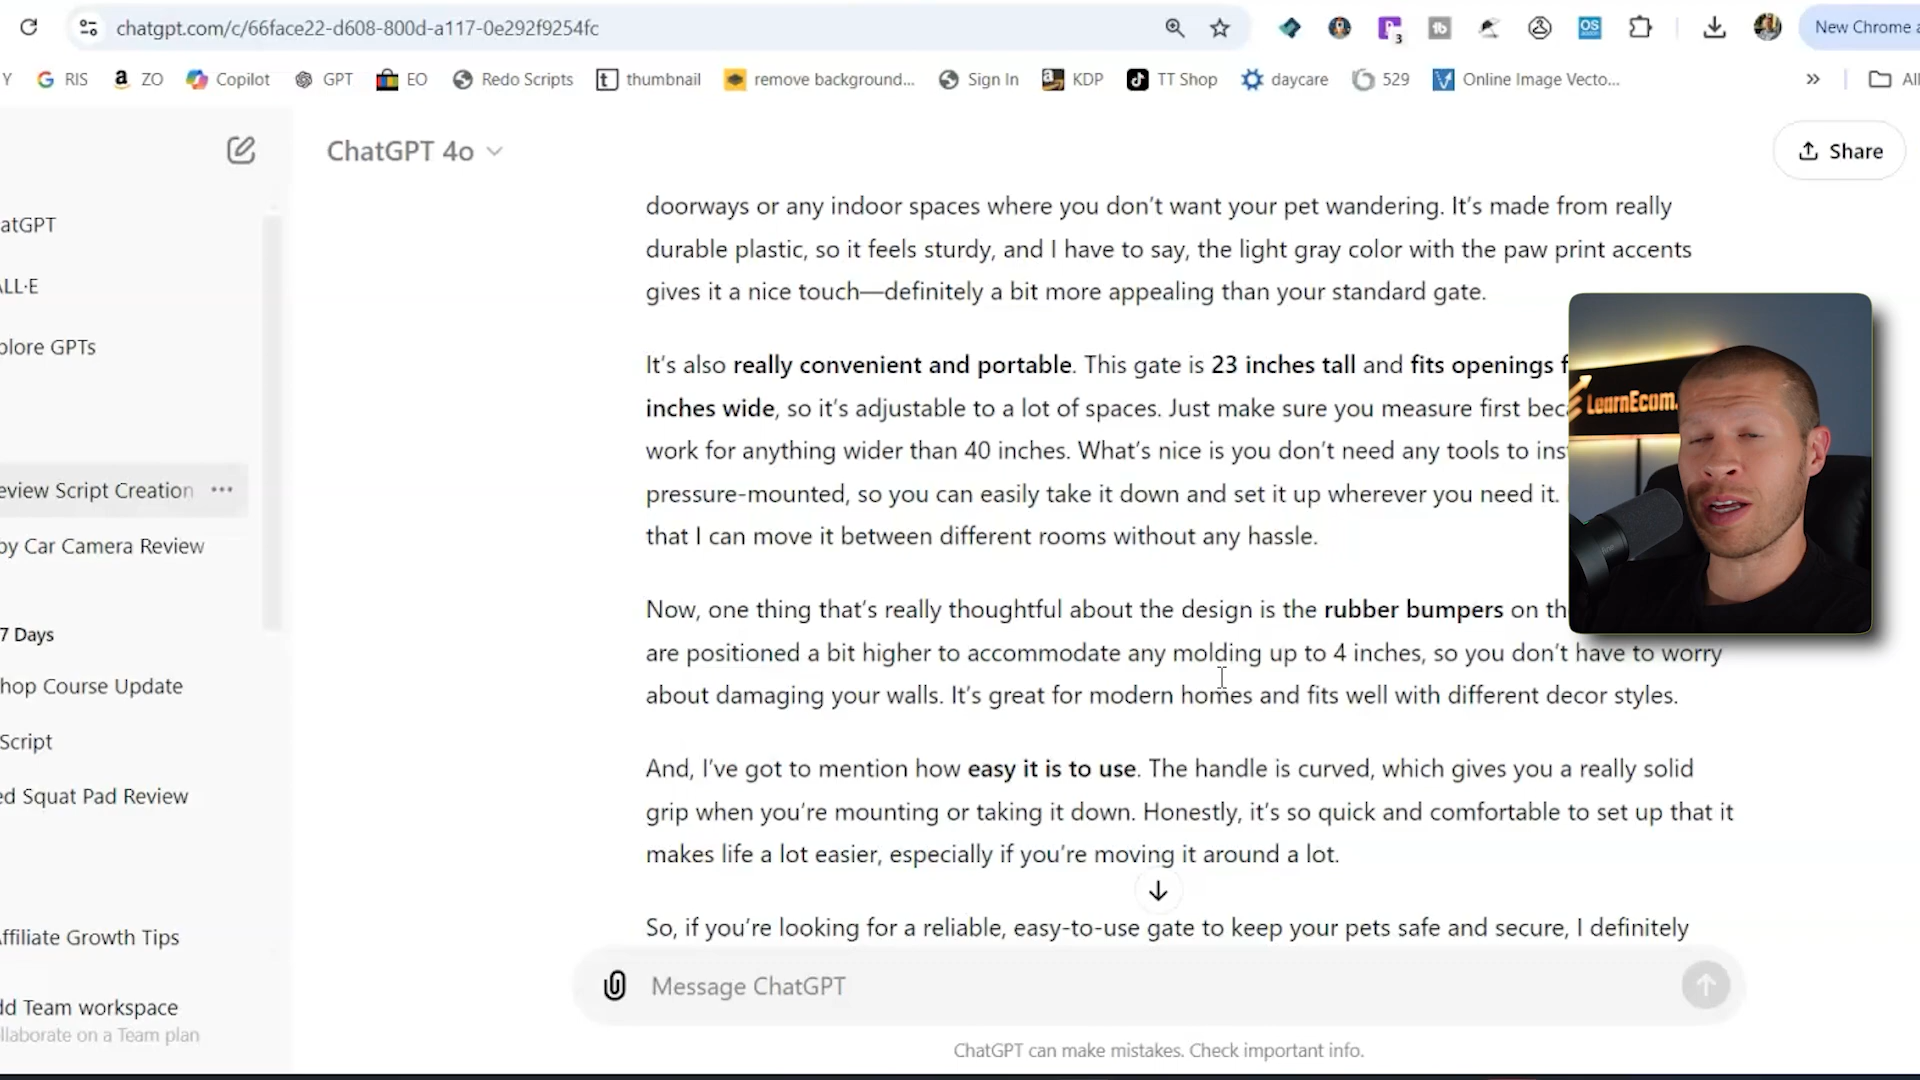 chatgpt.com/c/66face22-d608-800d-a117-0e292f9254fc
3
New Chrome a
Y
RIS
ZO
Copilot
GPT
EO
Redo Scripts
thumbnail
remove background...
Sign In
KDP
TT Shop
daycare
529
Online Image Vecto...
All
ChatGPT 4o
Share
atGPT
ALL·E
plore GPTs
eview Script Creation
by Car Camera Review
7 Days
hop Course Update
Script
ed Squat Pad Review
Affiliate Growth Tips
dd Team workspace
llaborate on a Team plan
doorways or any indoor spaces where you don’t want your pet wandering. It’s made from really
durable plastic, so it feels sturdy, and I have to say, the light gray color with the paw print accents
gives it a nice touch—definitely a bit more appealing than your standard gate.
It’s also really convenient and portable. This gate is 23 inches tall and fits openings f
inches wide, so it’s adjustable to a lot of spaces. Just make sure you measure first bec
work for anything wider than 40 inches. What’s nice is you don’t need any tools to ins
pressure-mounted, so you can easily take it down and set it up wherever you need it.
that I can move it between different rooms without any hassle.
Now, one thing that’s really thoughtful about the design is the rubber bumpers on th
are positioned a bit higher to accommodate any molding up to 4 inches, so you don’t have to worry
about damaging your walls. It’s great for modern homes and fits well with different decor styles.
And, I’ve got to mention how easy it is to use. The handle is curved, which gives you a really solid
grip when you’re mounting or taking it down. Honestly, it’s so quick and comfortable to set up that it
makes life a lot easier, especially if you’re moving it around a lot.
So, if you’re looking for a reliable, easy-to-use gate to keep your pets safe and secure, I definitely
LearnEcom.
Message ChatGPT
ChatGPT can make mistakes. Check important info.